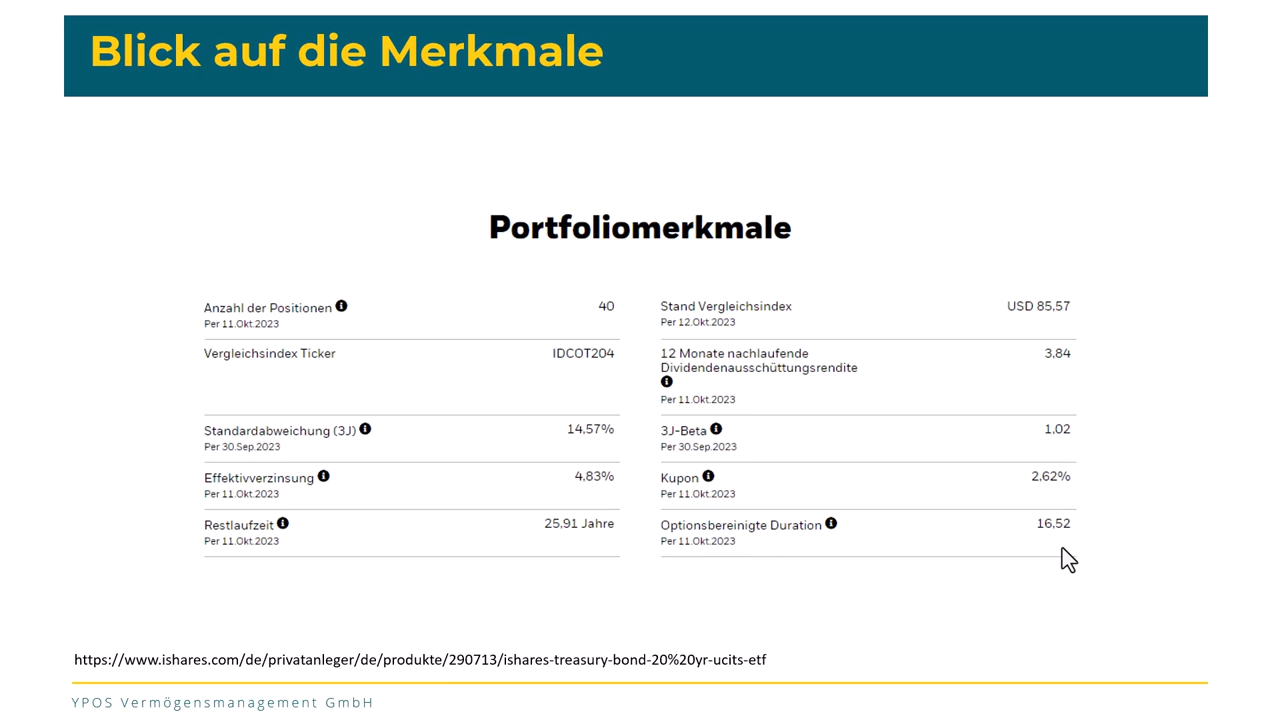 Blick auf die Merkmale
Portfoliomerkmale
Anzahl der Positionen
40
Per 11.Okt.2023
Stand Vergleichsindex
USD 85,57
Per 12.Okt.2023
Vergleichsindex Ticker
IDCOT204
12 Monate nachlaufende
3,84
Dividendenausschüttungsrendite
Per 11.Okt.2023
Standardabweichung (3J)
14,57%
Per 30.Sep.2023
3J-Beta
1,02
Per 30.Sep.2023
Effektivverzinsung
4,83%
Per 11.Okt.2023
Kupon
2,62%
Per 11.Okt.2023
Restlaufzeit
25,91 Jahre
Per 11.Okt.2023
Optionsbereinigte Duration
16,52
Per 11.Okt.2023
https://www.ishares.com/de/privatanleger/de/produkte/290713/ishares-treasury-bond-20%20yr-ucits-etf
YPOS Vermögensmanagement GmbH